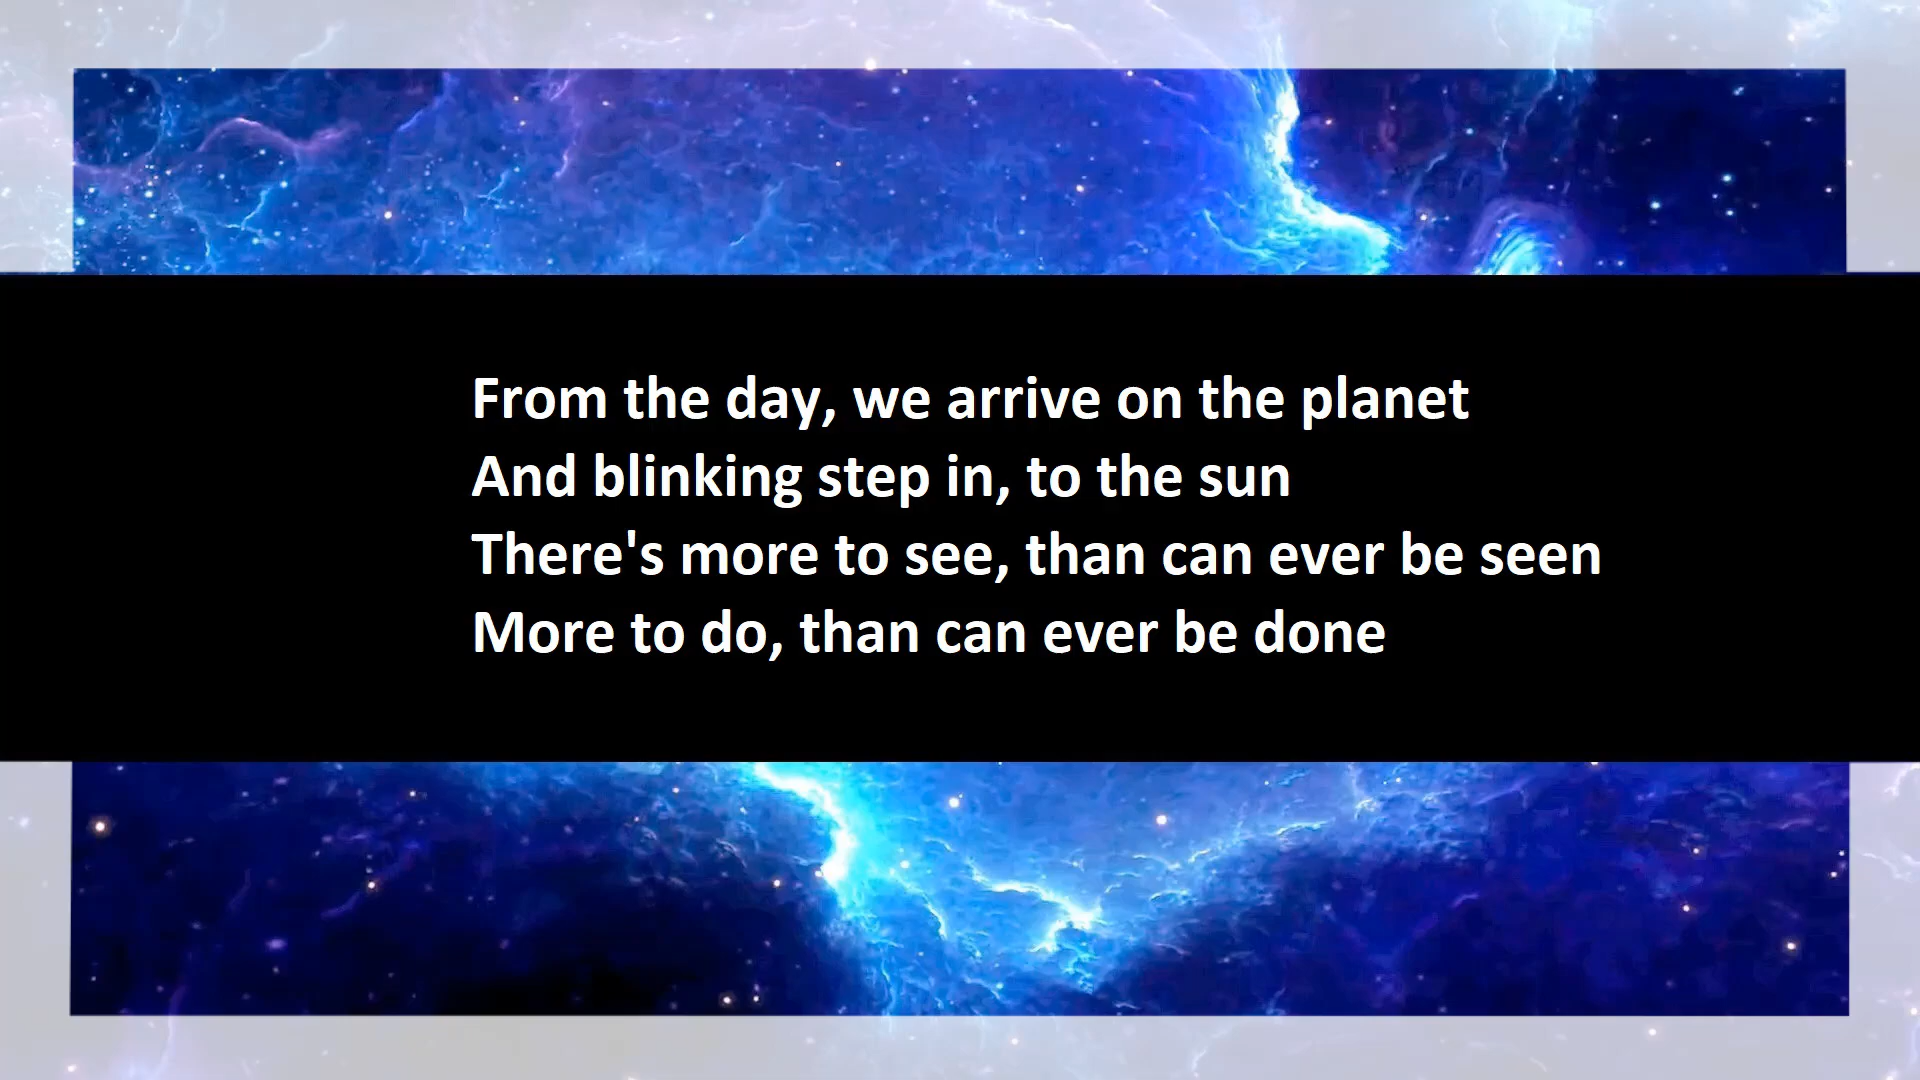 From the day, we arrive on the planet
And blinking step in, to the sun
There's more to see, than can ever be seen
More to do, than can ever be done